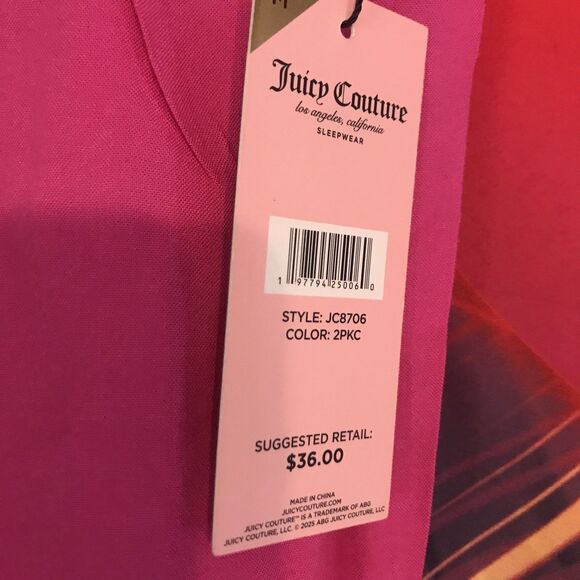 M
Juicy Couture
los angeles, california
SLEEPWEAR
1 97794 25006 0
STYLE: JC8706
COLOR: 2PKC
SUGGESTED RETAIL:
$36.00
MADE IN CHINA
JUICYCOUTURE.COM
JUICY COUTURE™ IS A TRADEMARK OF ABG
JUICY COUTURE, LLC. © 2025 ABG JUICY COUTURE, LLC